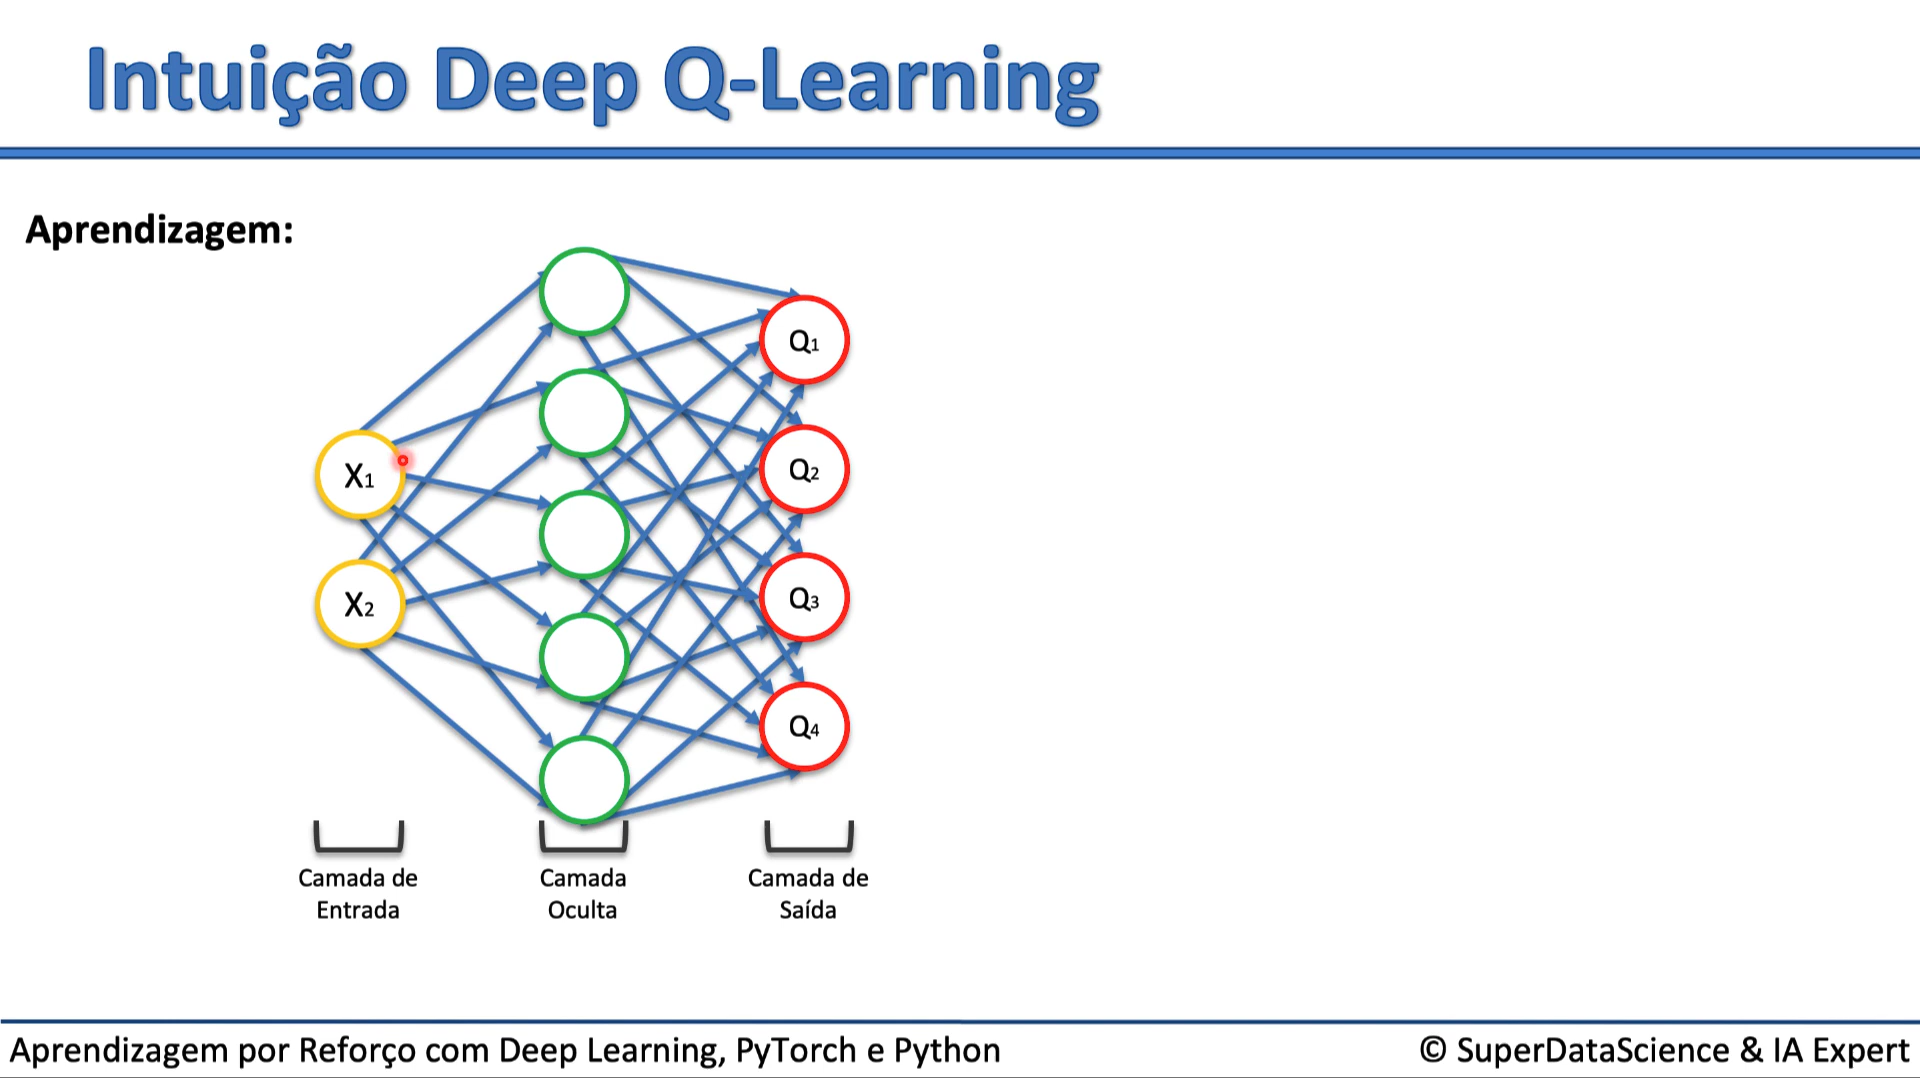 Intuição Deep Q-Learning
Aprendizagem:
X1
X2
Q1
Q2
Q3
Q4
Camada de
Entrada
Camada
Oculta
Camada de
Saída
Aprendizagem por Reforço com Deep Learning, PyTorch e Python
© SuperDataScience & IA Expert